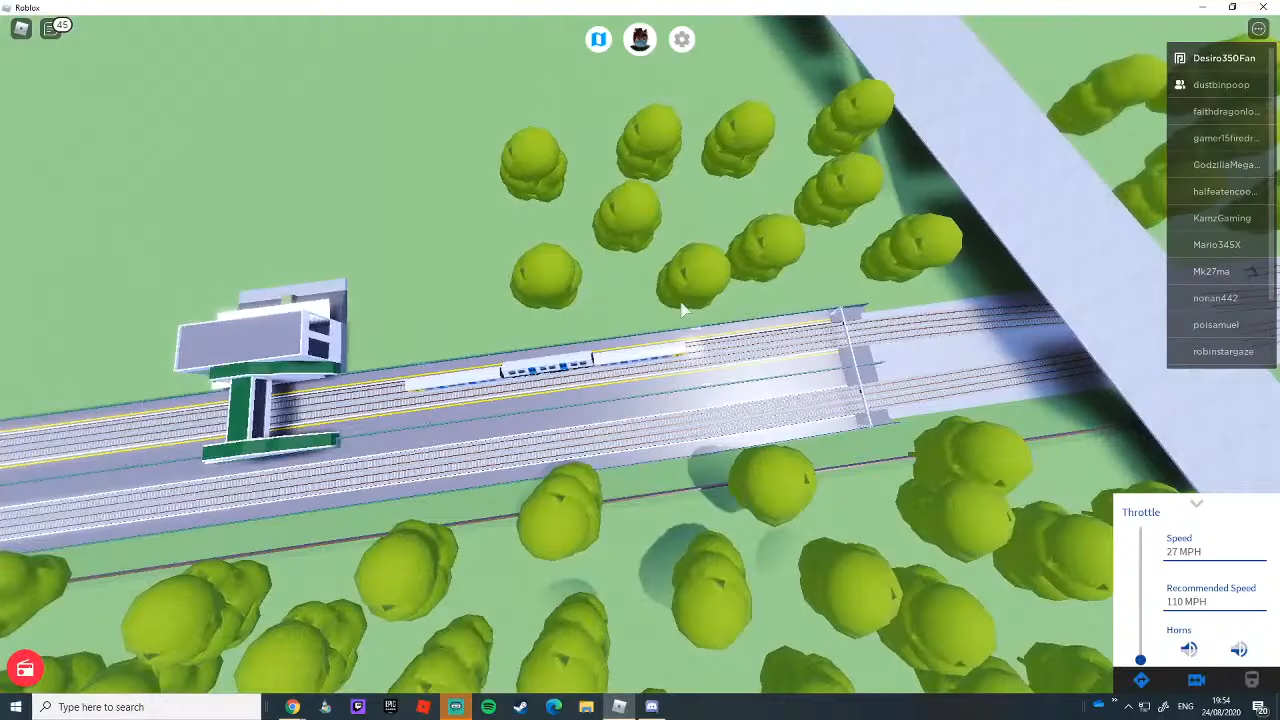 Roblox
45
Desiro350Fan
dustbinpoop
faithdragonlo...
gamer15firedr...
GodzillaMega...
halfeatencoo...
KamzGaming
Mario345X
Mk27ma
nonan442
poisamuel
robinstargaze
Throttle
Speed
27 MPH
Recommended Speed
110 MPH
Horns
Type here to search
ENG
19:54
24/08/2020
20